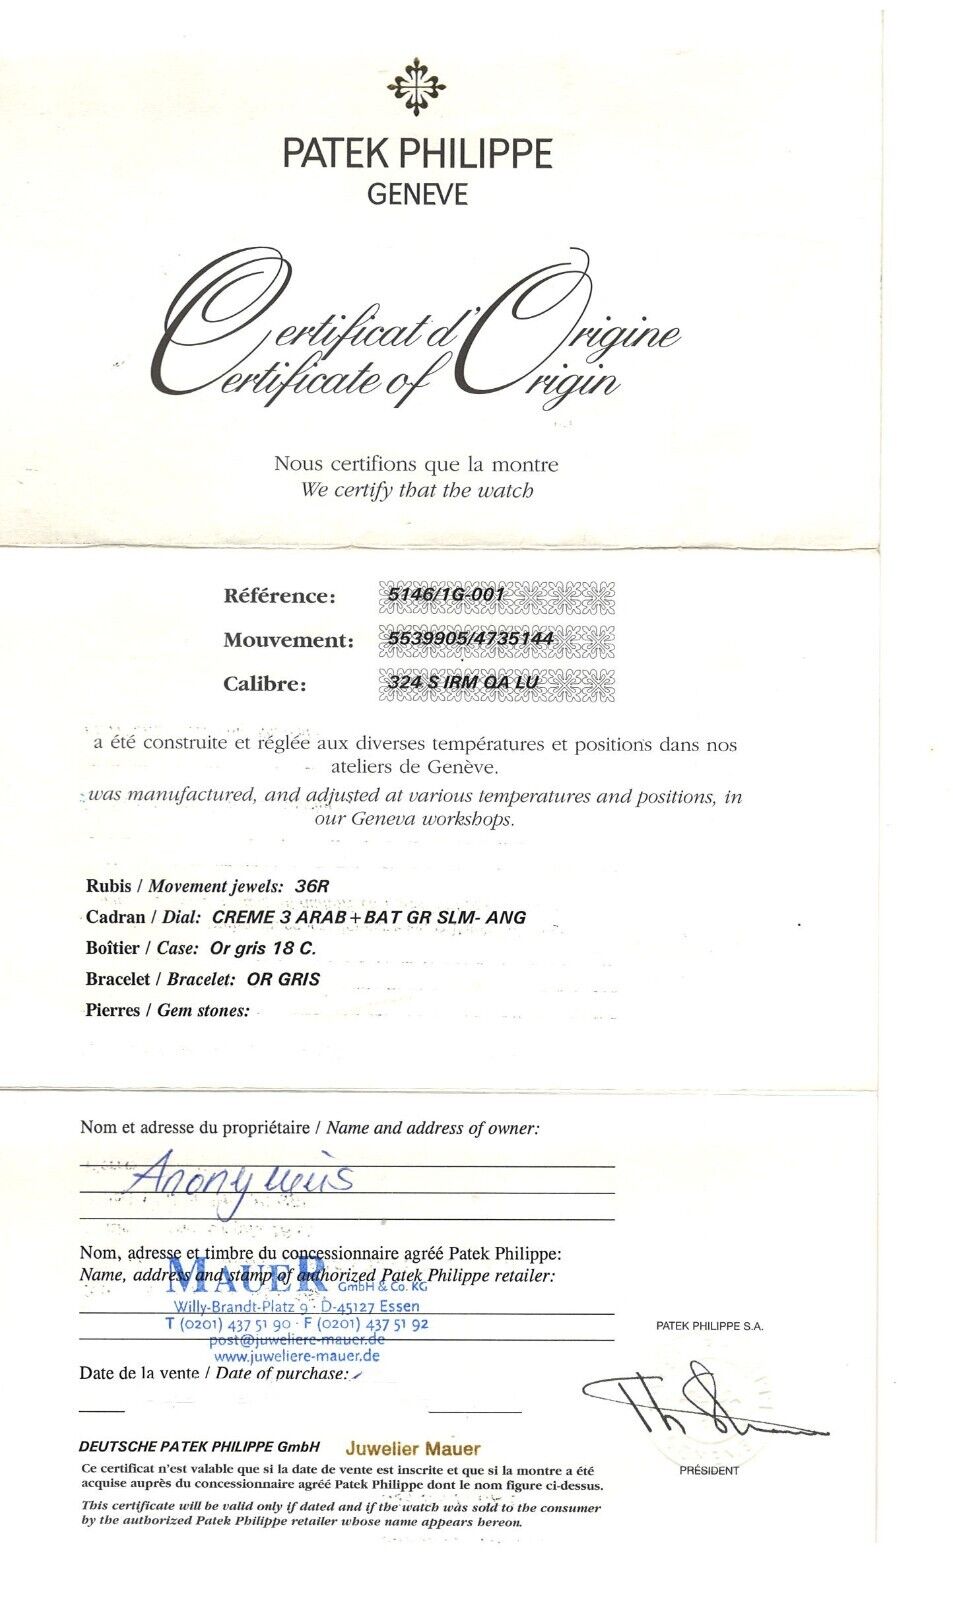 PATEK PHILIPPE
GENEVE
Certificat d'Origine
Certificate of Origin
Nous certifions que la montre
We certify that the watch
Référence: 5146/1G-001
Mouvement: 5539905/4735144
Calibre: 324 S IRM QA LU
a été construite et réglée aux diverses températures et positions dans nos
ateliers de Genève.
was manufactured, and adjusted at various temperatures and positions, in
our Geneva workshops.
Rubis / Movement jewels: 36R
Cadran / Dial: CREME 3 ARAB+BAT GR SLM- ANG
Boîtier / Case: Or gris 18 C.
Bracelet / Bracelet: OR GRIS
Pierres / Gem stones:
Nom et adresse du propriétaire / Name and address of owner:
Anonymus
Nom, adresse et timbre du concessionnaire agréé Patek Philippe:
Name, address and stamp of authorized Patek Philippe retailer:
MAUER GmbH & Co. KG
Willy-Brandt-Platz 9 · D-45127 Essen
T (0201) 437 51 90 · F (0201) 437 51 92
post@juweliere-mauer.de
www.juweliere-mauer.de
PATEK PHILIPPE S.A.
Date de la vente / Date of purchase:
DEUTSCHE PATEK PHILIPPE GmbH Juwelier Mauer
PRÉSIDENT
Ce certificat n'est valable que si la date de vente est inscrite et que si la montre a été
acquise auprès du concessionnaire agréé Patek Philippe dont le nom figure ci-dessus.
This certificate will be valid only if dated and if the watch was sold to the consumer
by the authorized Patek Philippe retailer whose name appears hereon.